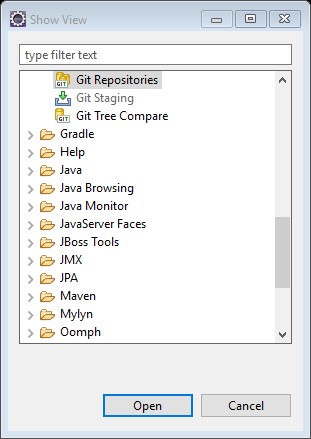 Show View
type filter text
Git Repositories
Git Staging
Git Tree Compare
Gradle
Help
Java
Java Browsing
Java Monitor
JavaServer Faces
JBoss Tools
JMX
JPA
Maven
Mylyn
Oomph
Open Cancel